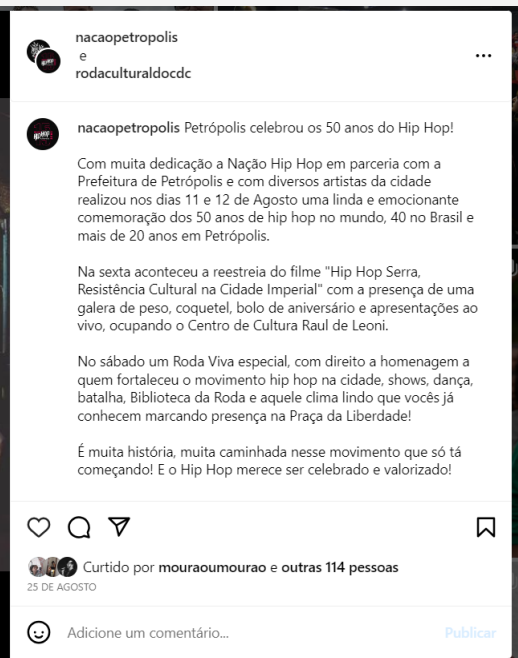 nacaopetropolis
e
rodaculturaldocdc
nacaopetropolis Petrópolis celebrou os 50 anos do Hip Hop!
Com muita dedicação a Nação Hip Hop em parceria com a
Prefeitura de Petrópolis e com diversos artistas da cidade
realizou nos dias 11 e 12 de Agosto uma linda e emocionante
comemoração dos 50 anos de hip hop no mundo, 40 no Brasil e
mais de 20 anos em Petrópolis.
Na sexta aconteceu a reestreia do filme "Hip Hop Serra,
Resistência Cultural na Cidade Imperial" com a presença de uma
galera de peso, coquetel, bolo de aniversário e apresentações ao
vivo, ocupando o Centro de Cultura Raul de Leoni.
No sábado um Roda Viva especial, com direito a homenagem a
quem fortaleceu o movimento hip hop na cidade, shows, dança,
batalha, Biblioteca da Roda e aquele clima lindo que vocês já
conhecem marcando presença na Praça da Liberdade!
É muita história, muita caminhada nesse movimento que só tá
começando! E o Hip Hop merece ser celebrado e valorizado!
Curtido por mouraoumourao e outras 114 pessoas
25 DE AGOSTO
Adicione um comentário...
Publicar